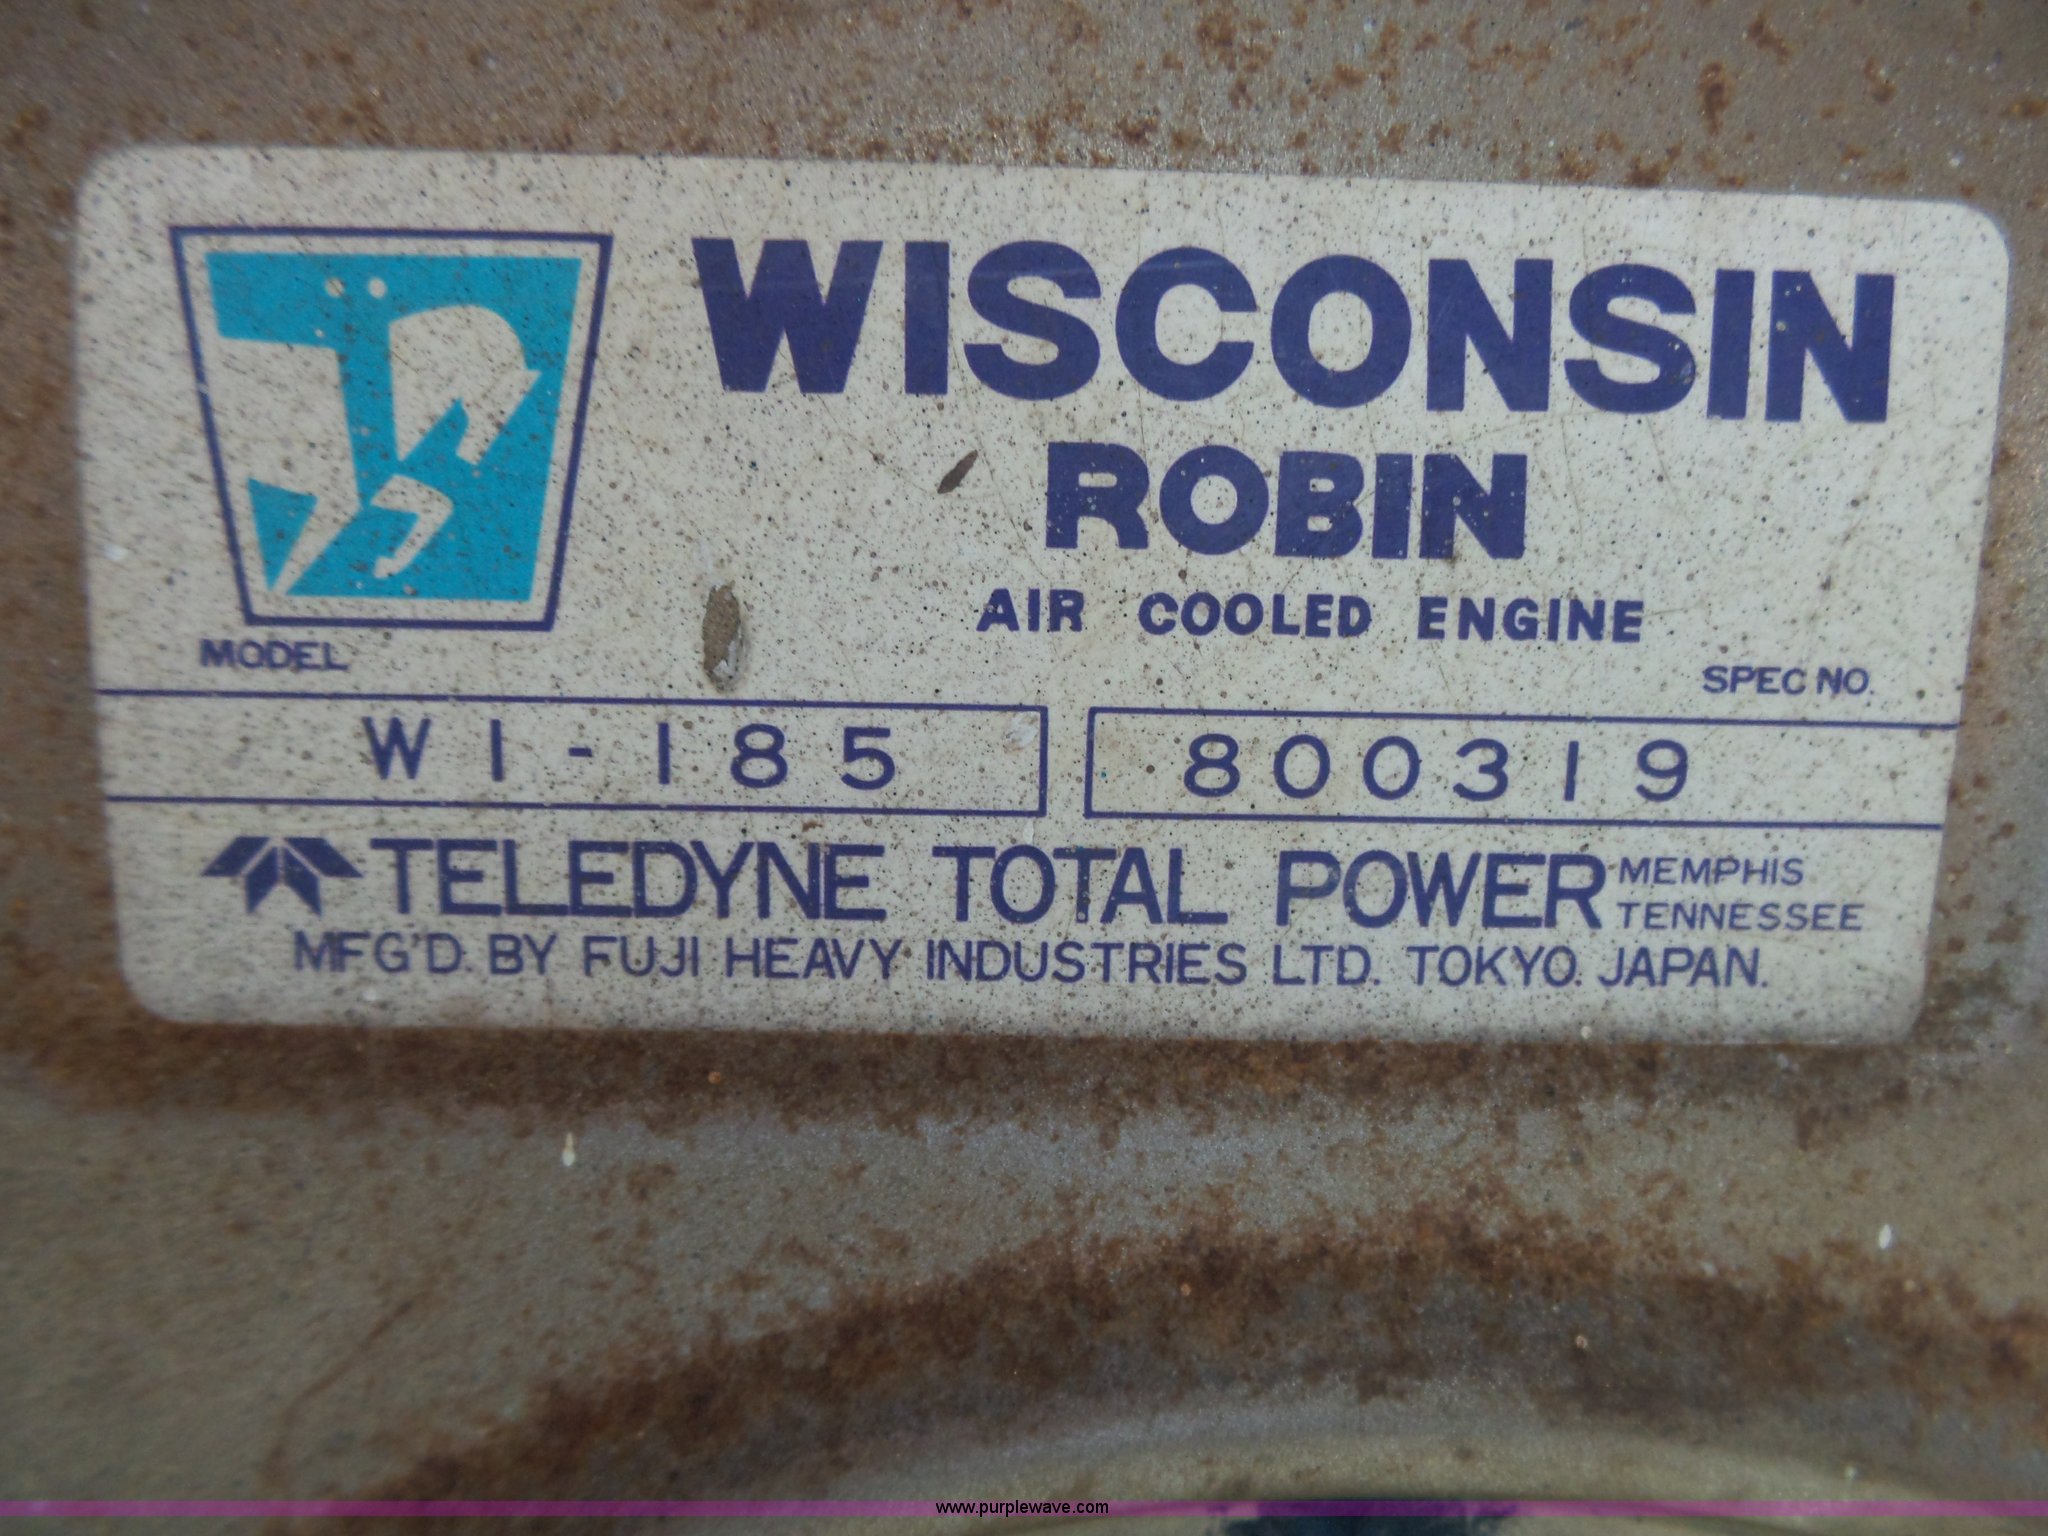 WISCONSIN
ROBIN
AIR COOLED ENGINE
MODEL
SPEC NO.
W1-185
800319
TELEDYNE TOTAL POWER MEMPHIS TENNESSEE
MFG'D. BY FUJI HEAVY INDUSTRIES LTD. TOKYO. JAPAN.
www.purplewave.com